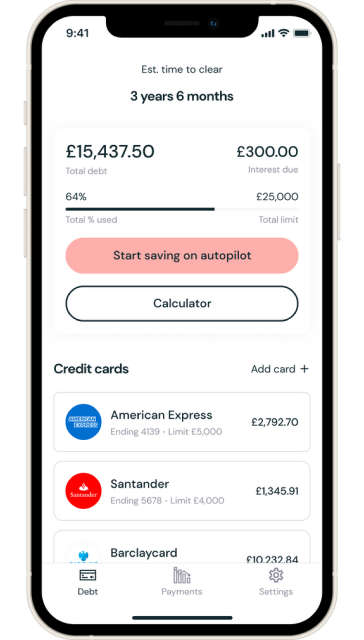 9:41
Est. time to clear
3 years 6 months
£15,437.50 £300.00
Total debt Interest due
64% £25,000
Total % used Total limit
Start saving on autopilot
Calculator
Credit cards Add card +
AMERICAN
EXPRESS
American Express
Ending 4139 • Limit £5,000
£2,792.70
Santander
Santander
Ending 5678 • Limit £4,000
£1,345.91
Barclaycard
£10,232.84
Debt Payments Settings